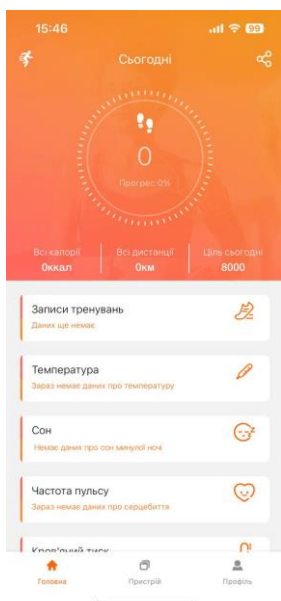 15:46
99
Сьогодні
0
Прогрес:0%
Всі калорії
Всі дистанції
Ціль сьогодні
0ккал
0км
8000
Записи тренувань
Даних ще немає
Температура
Зараз немає даних про температуру
Сон
Немає даних про сон минулої ночі
Частота пульсу
Зараз немає даних про серцебиття
Кров'яний тиск
Головна
Пристрій
Профіль